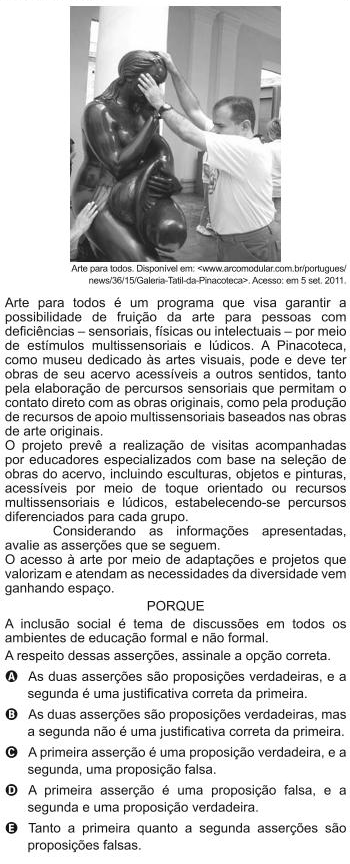 Arte para todos. Disponível em: <www.arcomodular.com.br/portugues/
news/36/15/Galeria-Tatil-da-Pinacoteca>. Acesso: em 5 set. 2011.
Arte para todos é um programa que visa garantir a
possibilidade de fruição da arte para pessoas com
deficiências – sensoriais, físicas ou intelectuais – por meio
de estímulos multissensoriais e lúdicos. A Pinacoteca,
como museu dedicado às artes visuais, pode e deve ter
obras de seu acervo acessíveis a outros sentidos, tanto
pela elaboração de percursos sensoriais que permitam o
contato direto com as obras originais, como pela produção
de recursos de apoio multissensoriais baseados nas obras
de arte originais.
O projeto prevê a realização de visitas acompanhadas
por educadores especializados com base na seleção de
obras do acervo, incluindo esculturas, objetos e pinturas,
acessíveis por meio de toque orientado ou recursos
multissensoriais e lúdicos, estabelecendo-se percursos
diferenciados para cada grupo.
Considerando as informações apresentadas,
avalie as asserções que se seguem.
O acesso à arte por meio de adaptações e projetos que
valorizam e atendam as necessidades da diversidade vem
ganhando espaço.
PORQUE
A inclusão social é tema de discussões em todos os
ambientes de educação formal e não formal.
A respeito dessas asserções, assinale a opção correta.
A As duas asserções são proposições verdadeiras, e a
segunda é uma justificativa correta da primeira.
B As duas asserções são proposições verdadeiras, mas
a segunda não é uma justificativa correta da primeira.
C A primeira asserção é uma proposição verdadeira, e a
segunda, uma proposição falsa.
D A primeira asserção é uma proposição falsa, e a
segunda e uma proposição verdadeira.
E Tanto a primeira quanto a segunda asserções são
proposições falsas.